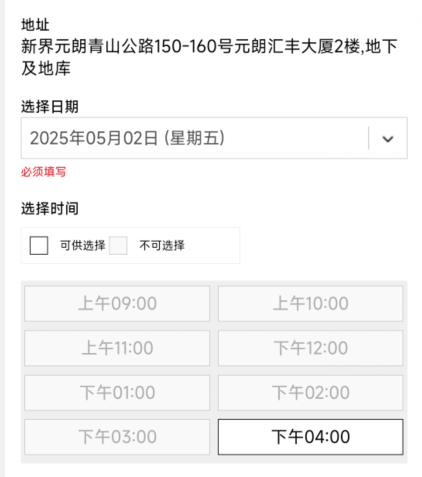 地址
新界元朗青山公路150-160号元朗汇丰大厦2楼,地下
及地库
选择日期
2025年05月02日 (星期五)
必须填写
选择时间
可供选择 不可选择
上午09:00 上午10:00
上午11:00 下午12:00
下午01:00 下午02:00
下午03:00 下午04:00